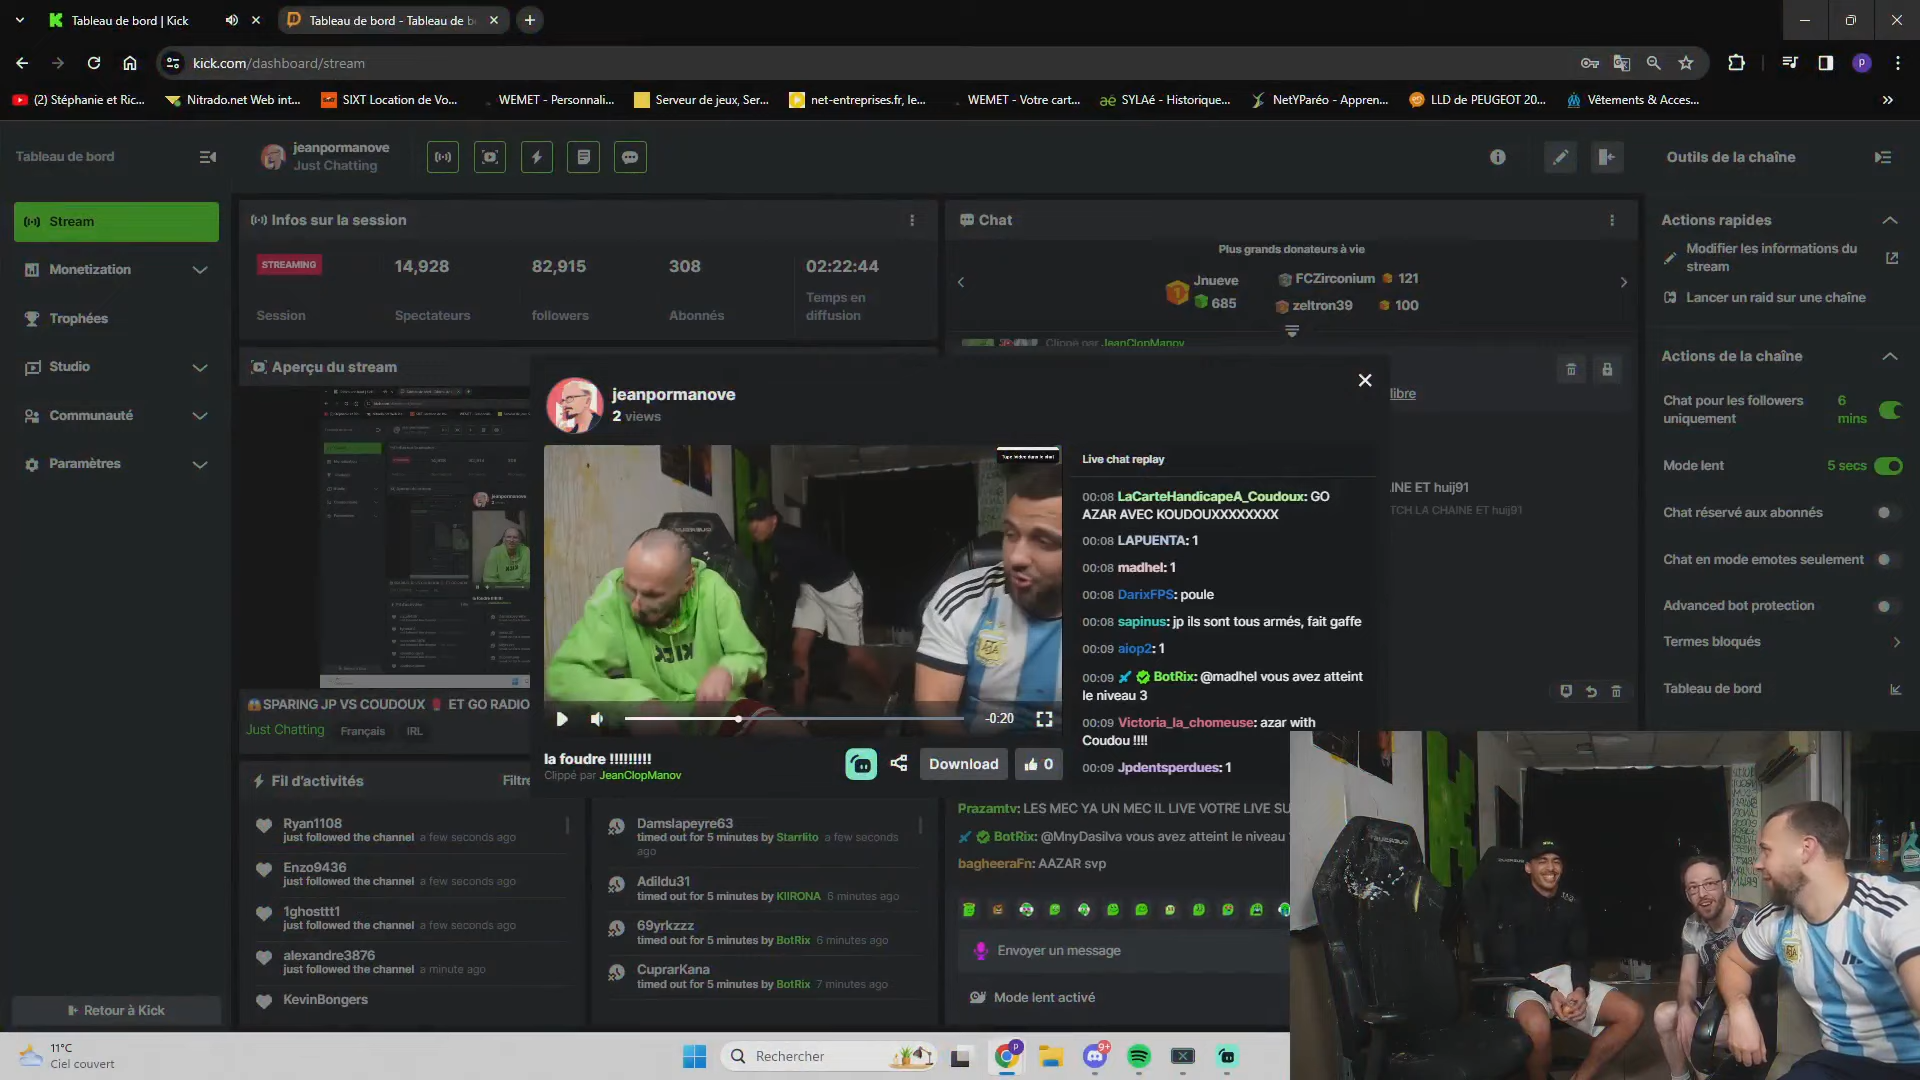 Tableau de bord | Kick
Tableau de bord - Tableau de b
kick.com/dashboard/stream
(2) Stéphanie et Ric...
Nitrado.net Web int...
SIXT Location de Vo...
WEMET - Personnali...
Serveur de jeux, Ser...
net-entreprises.fr, le...
WEMET - Votre cart...
SYLAé - Historique...
NetYParéo - Appren...
LLD de PEUGEOT 20...
Vêtements & Acces...
Tableau de bord
jeanpormanove
Just Chatting
Outils de la chaîne
Stream
Monetization
Trophées
Studio
Communauté
Paramètres
Retour à Kick
Infos sur la session
STREAMING
14,928
82,915
308
02:22:44
Session
Spectateurs
followers
Abonnés
Temps en
diffusion
Aperçu du stream
SPARING JP VS COUDOUX
ET GO RADIO
Just Chatting
Français
IRL
Chat
Plus grands donateurs à vie
Jnueve
685
FCZirconium
121
zeltron39
100
Clippé par JeanClopManov
libre
INE ET huij91
TCH LA CHAINE ET huij91
jeanpormanove
2 views
-0:20
la foudre !!!!!!!!!
Clippé par JeanClopManov
Download
0
Live chat replay
00:08 LaCarteHandicapeA_Coudoux: GO
AZAR AVEC KOUDOUXXXXXXXX
00:08 LAPUENTA: 1
00:08 madhel: 1
00:08 DarixFPS: poule
00:08 sapinus: jp ils sont tous armés, fait gaffe
00:09 aiop2: 1
00:09 BotRix: @madhel vous avez atteint
le niveau 3
00:09 Victoria_la_chomeuse: azar with
Coudou !!!!
00:09 Jpdentsperdues: 1
Prazamtv: LES MEC YA UN MEC IL LIVE VOTRE LIVE SU
BotRix: @MnyDasilva vous avez atteint le niveau
bagheeraFn: AAZAR svp
Envoyer un message
Mode lent activé
Fil d'activités
Filtre
Ryan1108
just followed the channel a few seconds ago
Enzo9436
just followed the channel a few seconds ago
1ghosttt1
just followed the channel a few seconds ago
alexandre3876
just followed the channel a minute ago
KevinBongers
Damslapeyre63
timed out for 5 minutes by Starrlito a few seconds
ago
Adildu31
timed out for 5 minutes by KIIRONA 5 minutes ago
69yrkzzz
timed out for 5 minutes by BotRix 6 minutes ago
CuprarKana
timed out for 5 minutes by BotRix 7 minutes ago
Actions rapides
Modifier les informations du
stream
Lancer un raid sur une chaîne
Actions de la chaîne
Chat pour les followers
uniquement
6
mins
Mode lent
5 secs
Chat réservé aux abonnés
Chat en mode emotes seulement
Advanced bot protection
Termes bloqués
Tableau de bord
11°C
Ciel couvert
Rechercher
9+